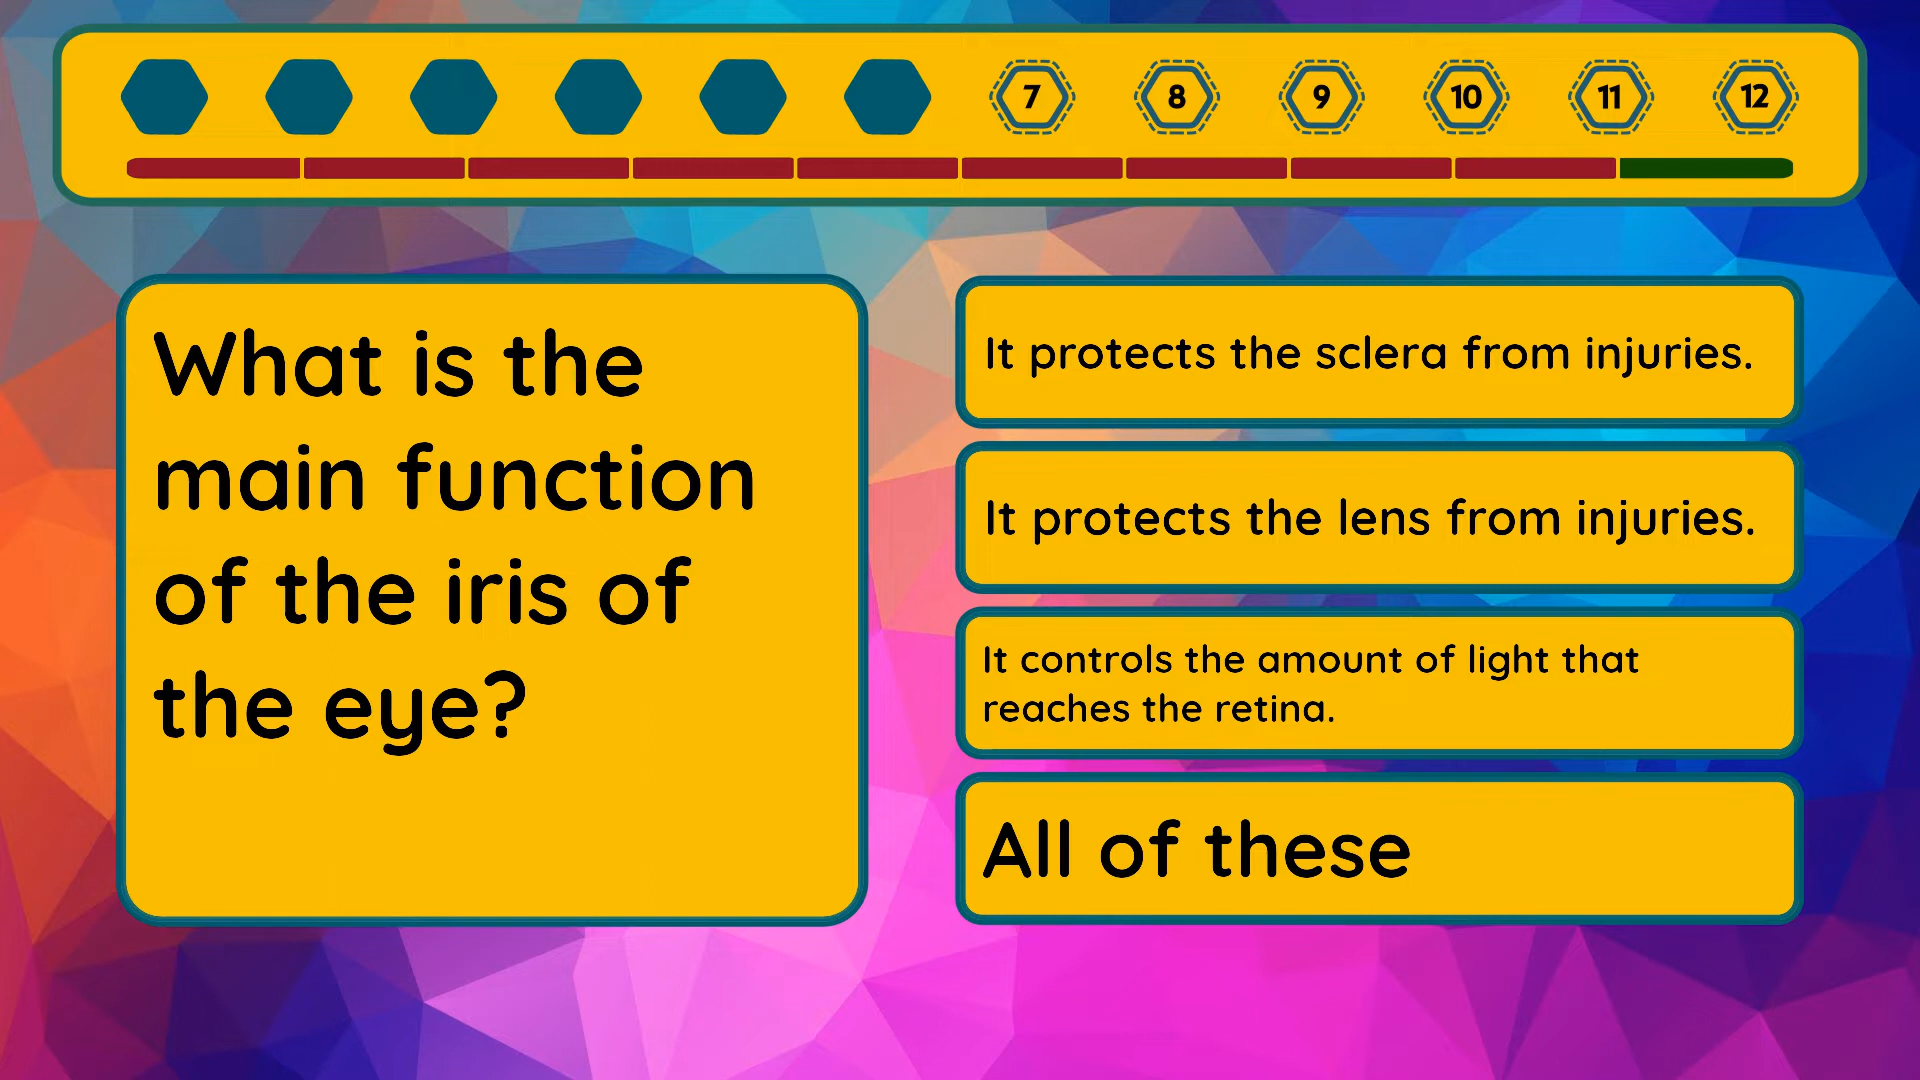 7 8 9 10 11 12
What is the
main function
of the iris of
the eye?
It protects the sclera from injuries.
It protects the lens from injuries.
It controls the amount of light that
reaches the retina.
All of these